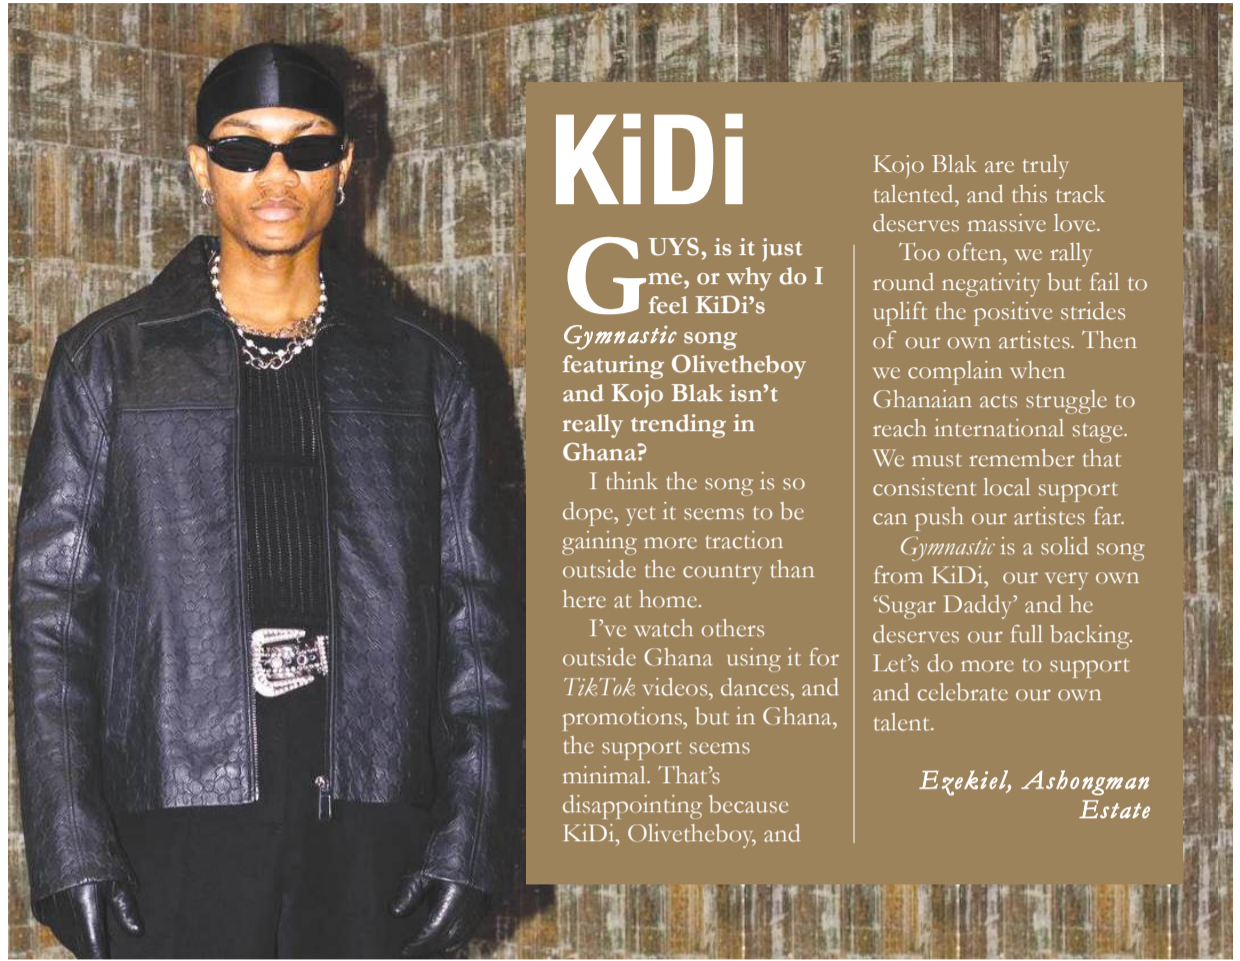 KiDi
GUYS, is it just
me, or why do I
feel KiDi's
Gymnastic song
featuring Olivetheboy
and Kojo Blak isn't
really trending in
Ghana?
I think the song is so
dope, yet it seems to be
gaining more traction
outside the country than
here at home.
I've watch others
outside Ghana using it for
TikTok videos, dances, and
promotions, but in Ghana,
the support seems
minimal. That's
disappointing because
KiDi, Olivetheboy, and
Kojo Blak are truly
talented, and this track
deserves massive love.
Too often, we rally
round negativity but fail to
uplift the positive strides
of our own artistes. Then
we complain when
Ghanaian acts struggle to
reach international stage.
We must remember that
consistent local support
can push our artistes far.
Gymnastic is a solid song
from KiDi, our very own
‘Sugar Daddy’ and he
deserves our full backing.
Let's do more to support
and celebrate our own
talent.
Ezekiel, Ashongman
Estate